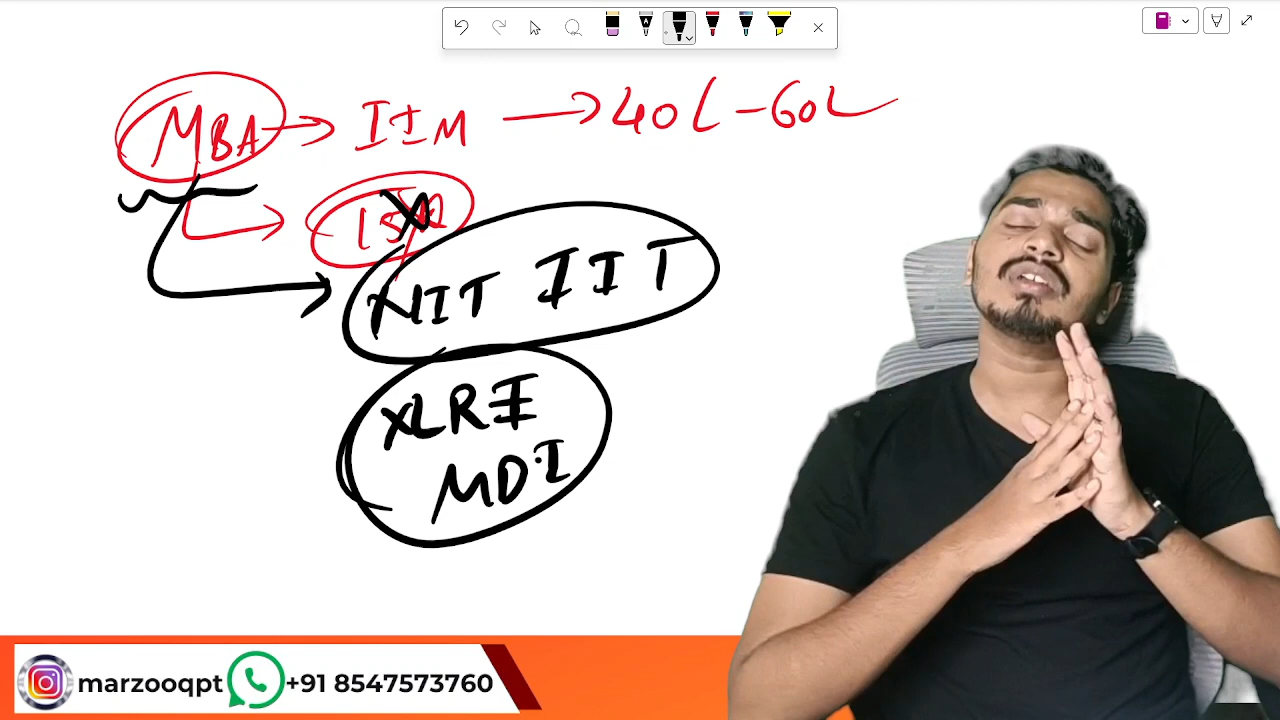 MBA → IIM → 40L - 60L
NIT IIT
XLRI
MDI
marzooqpt +91 8547573760